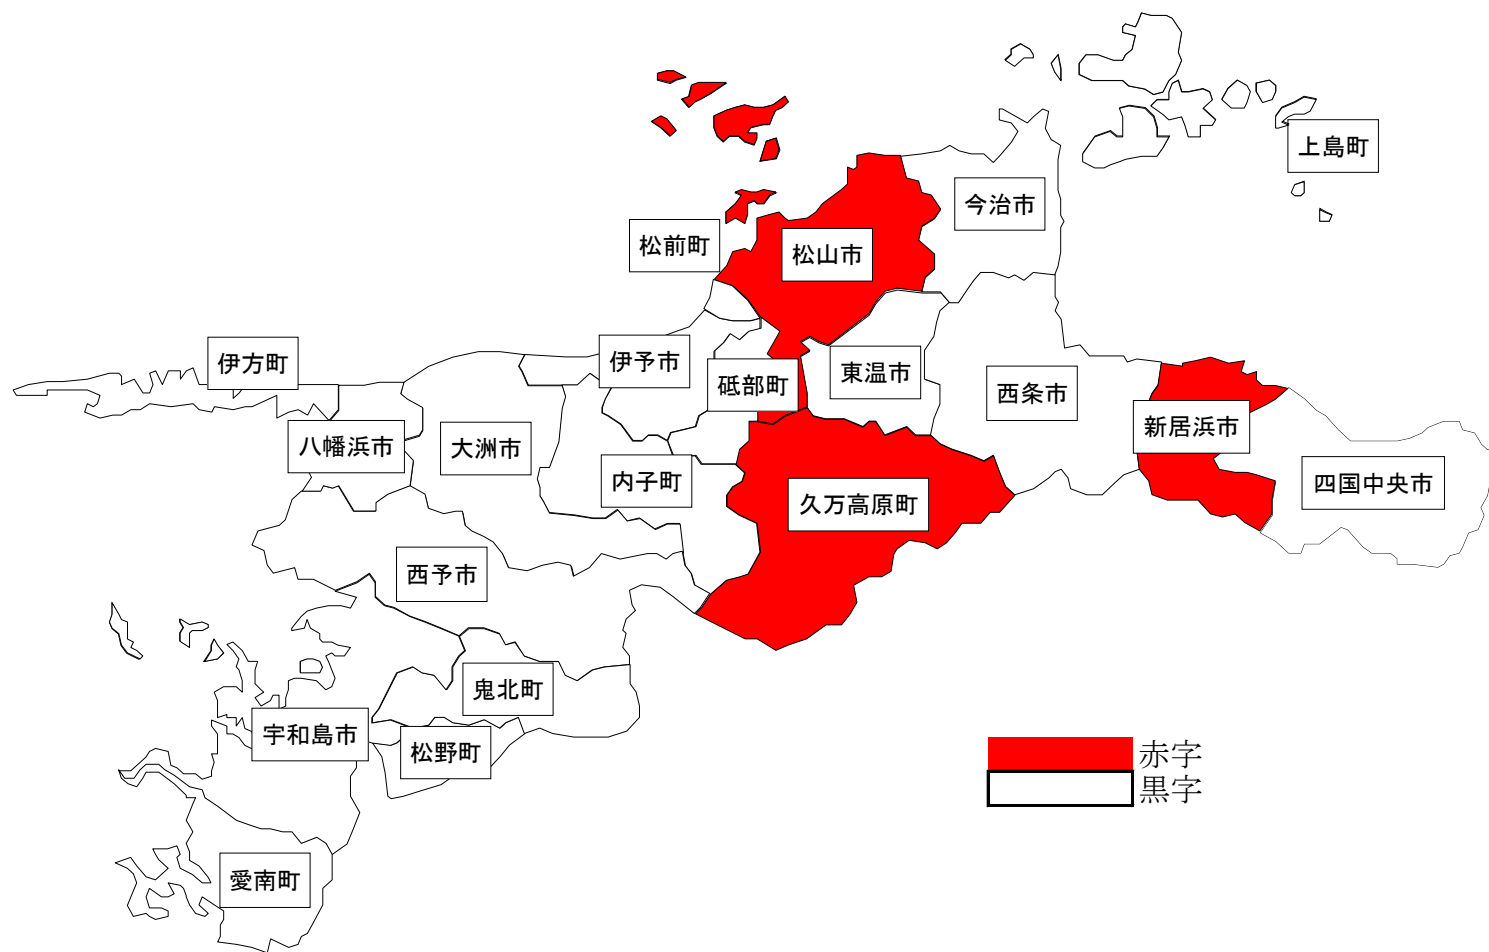 上島町
今治市
松前町
松山市
伊方町
伊予市
砥部町
東温市
西条市
新居浜市
八幡浜市
大洲市
内子町
四国中央市
久万高原町
西予市
鬼北町
宇和島市
松野町
赤字
黒字
愛南町